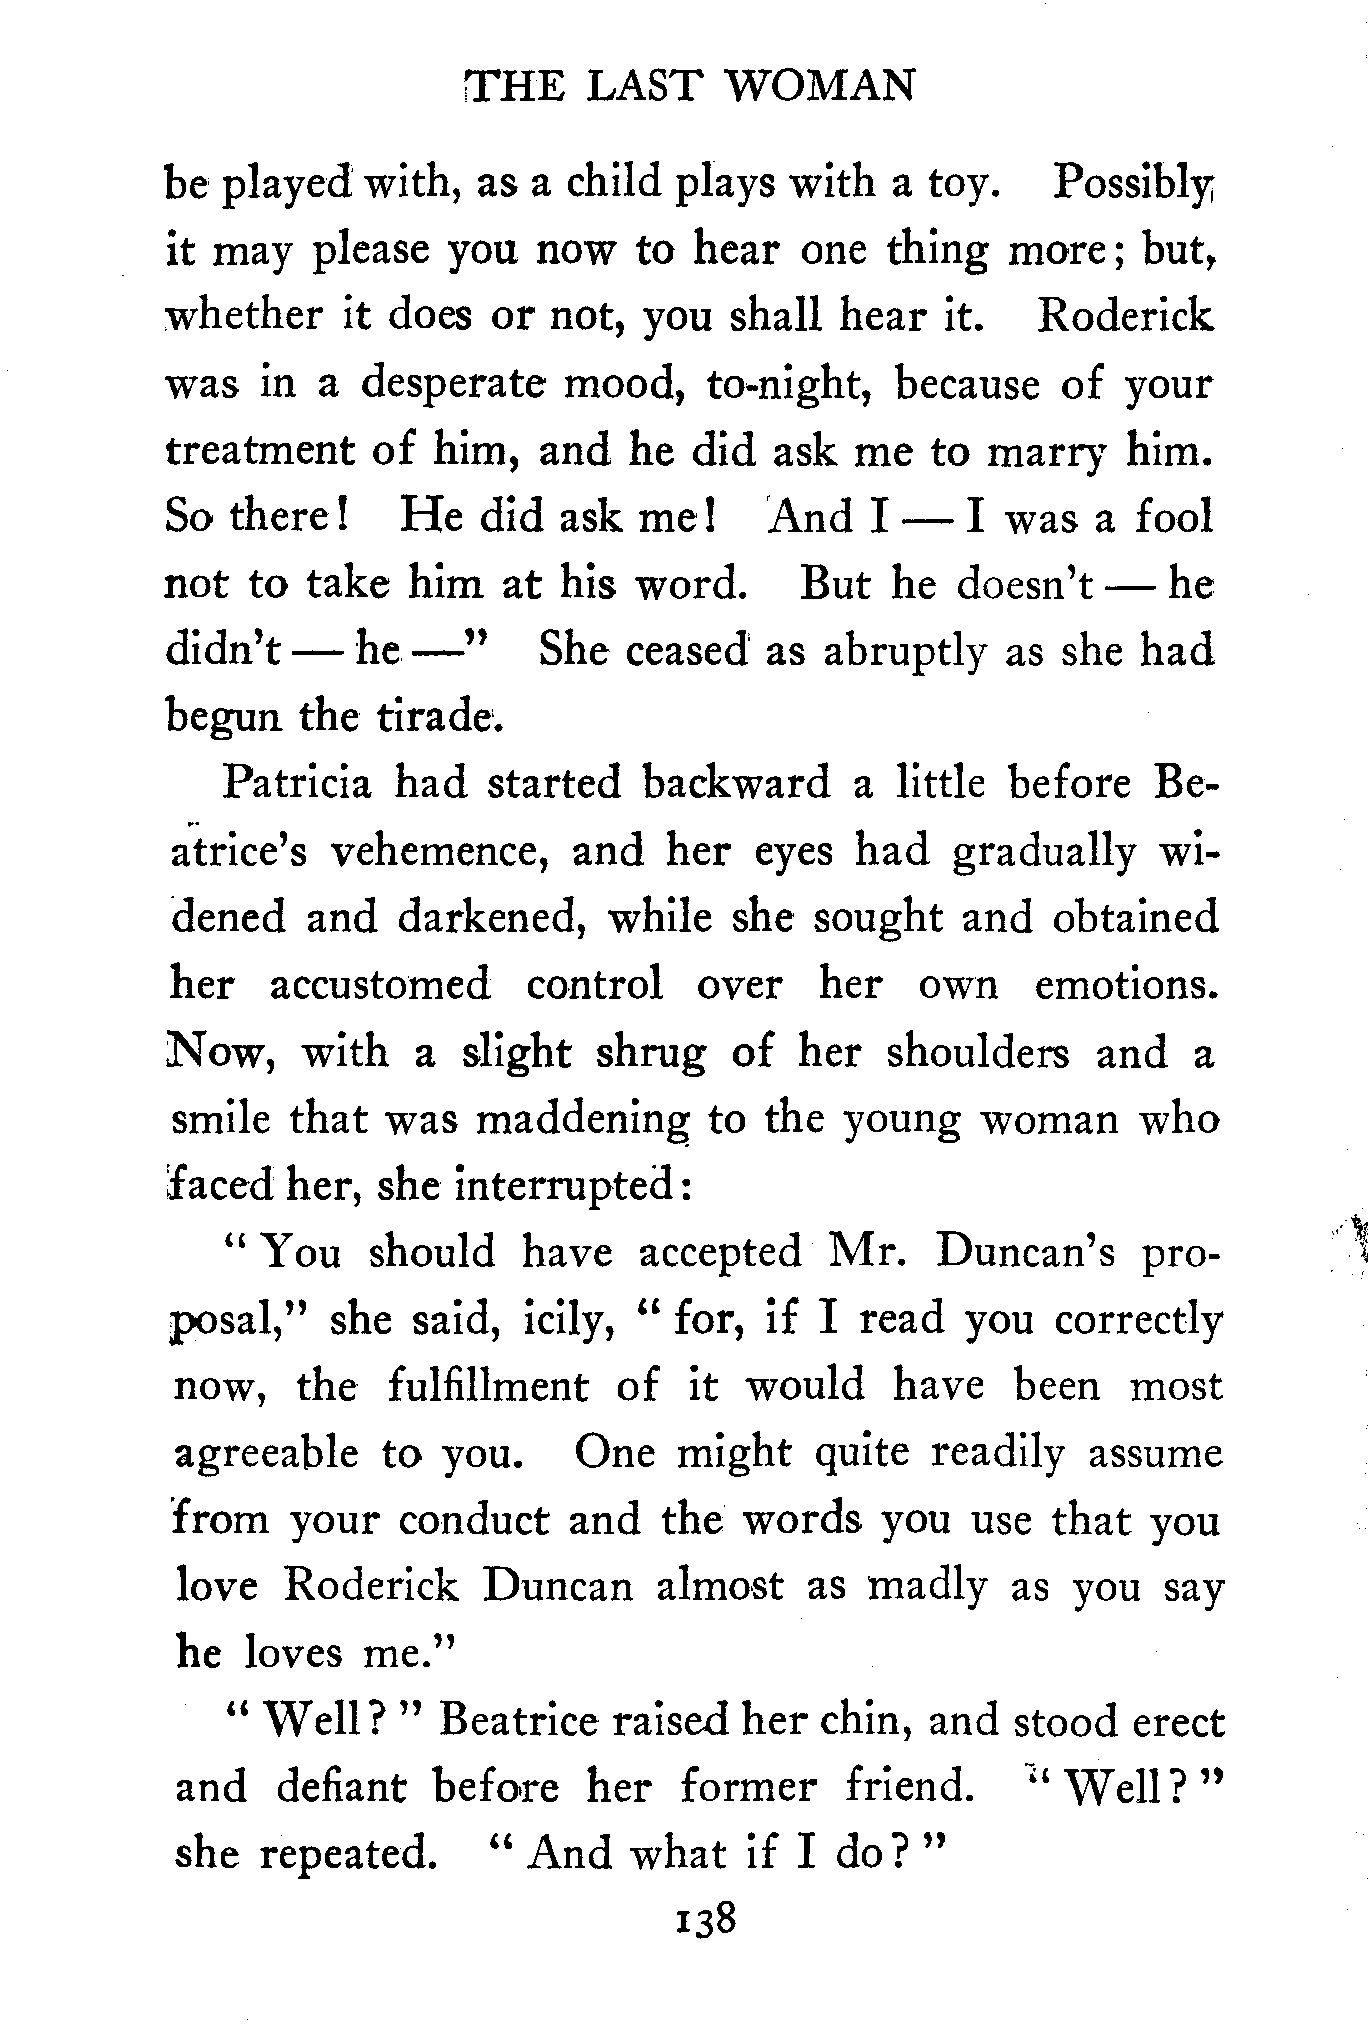 THE LAST WOMAN
be played with, as a child plays with a toy. Possibly
it may please you now to hear one thing more; but,
whether it does or not, you shall hear it. Roderick
was in a desperate mood, to-night, because of your
treatment of him, and he did ask me to marry him.
So there! He did ask me! And I — I was a fool
not to take him at his word. But he doesn't — he
didn't — he —" She ceased as abruptly as she had
begun the tirade.
Patricia had started backward a little before Be-
atrice's vehemence, and her eyes had gradually wi-
dened and darkened, while she sought and obtained
her accustomed control over her own emotions.
Now, with a slight shrug of her shoulders and a
smile that was maddening to the young woman who
faced her, she interrupted:
"You should have accepted Mr. Duncan's pro-
posal," she said, icily, "for, if I read you correctly
now, the fulfillment of it would have been most
agreeable to you. One might quite readily assume
from your conduct and the words you use that you
love Roderick Duncan almost as madly as you say
he loves me."
"Well?" Beatrice raised her chin, and stood erect
and defiant before her former friend. "Well?"
she repeated. "And what if I do?"
138